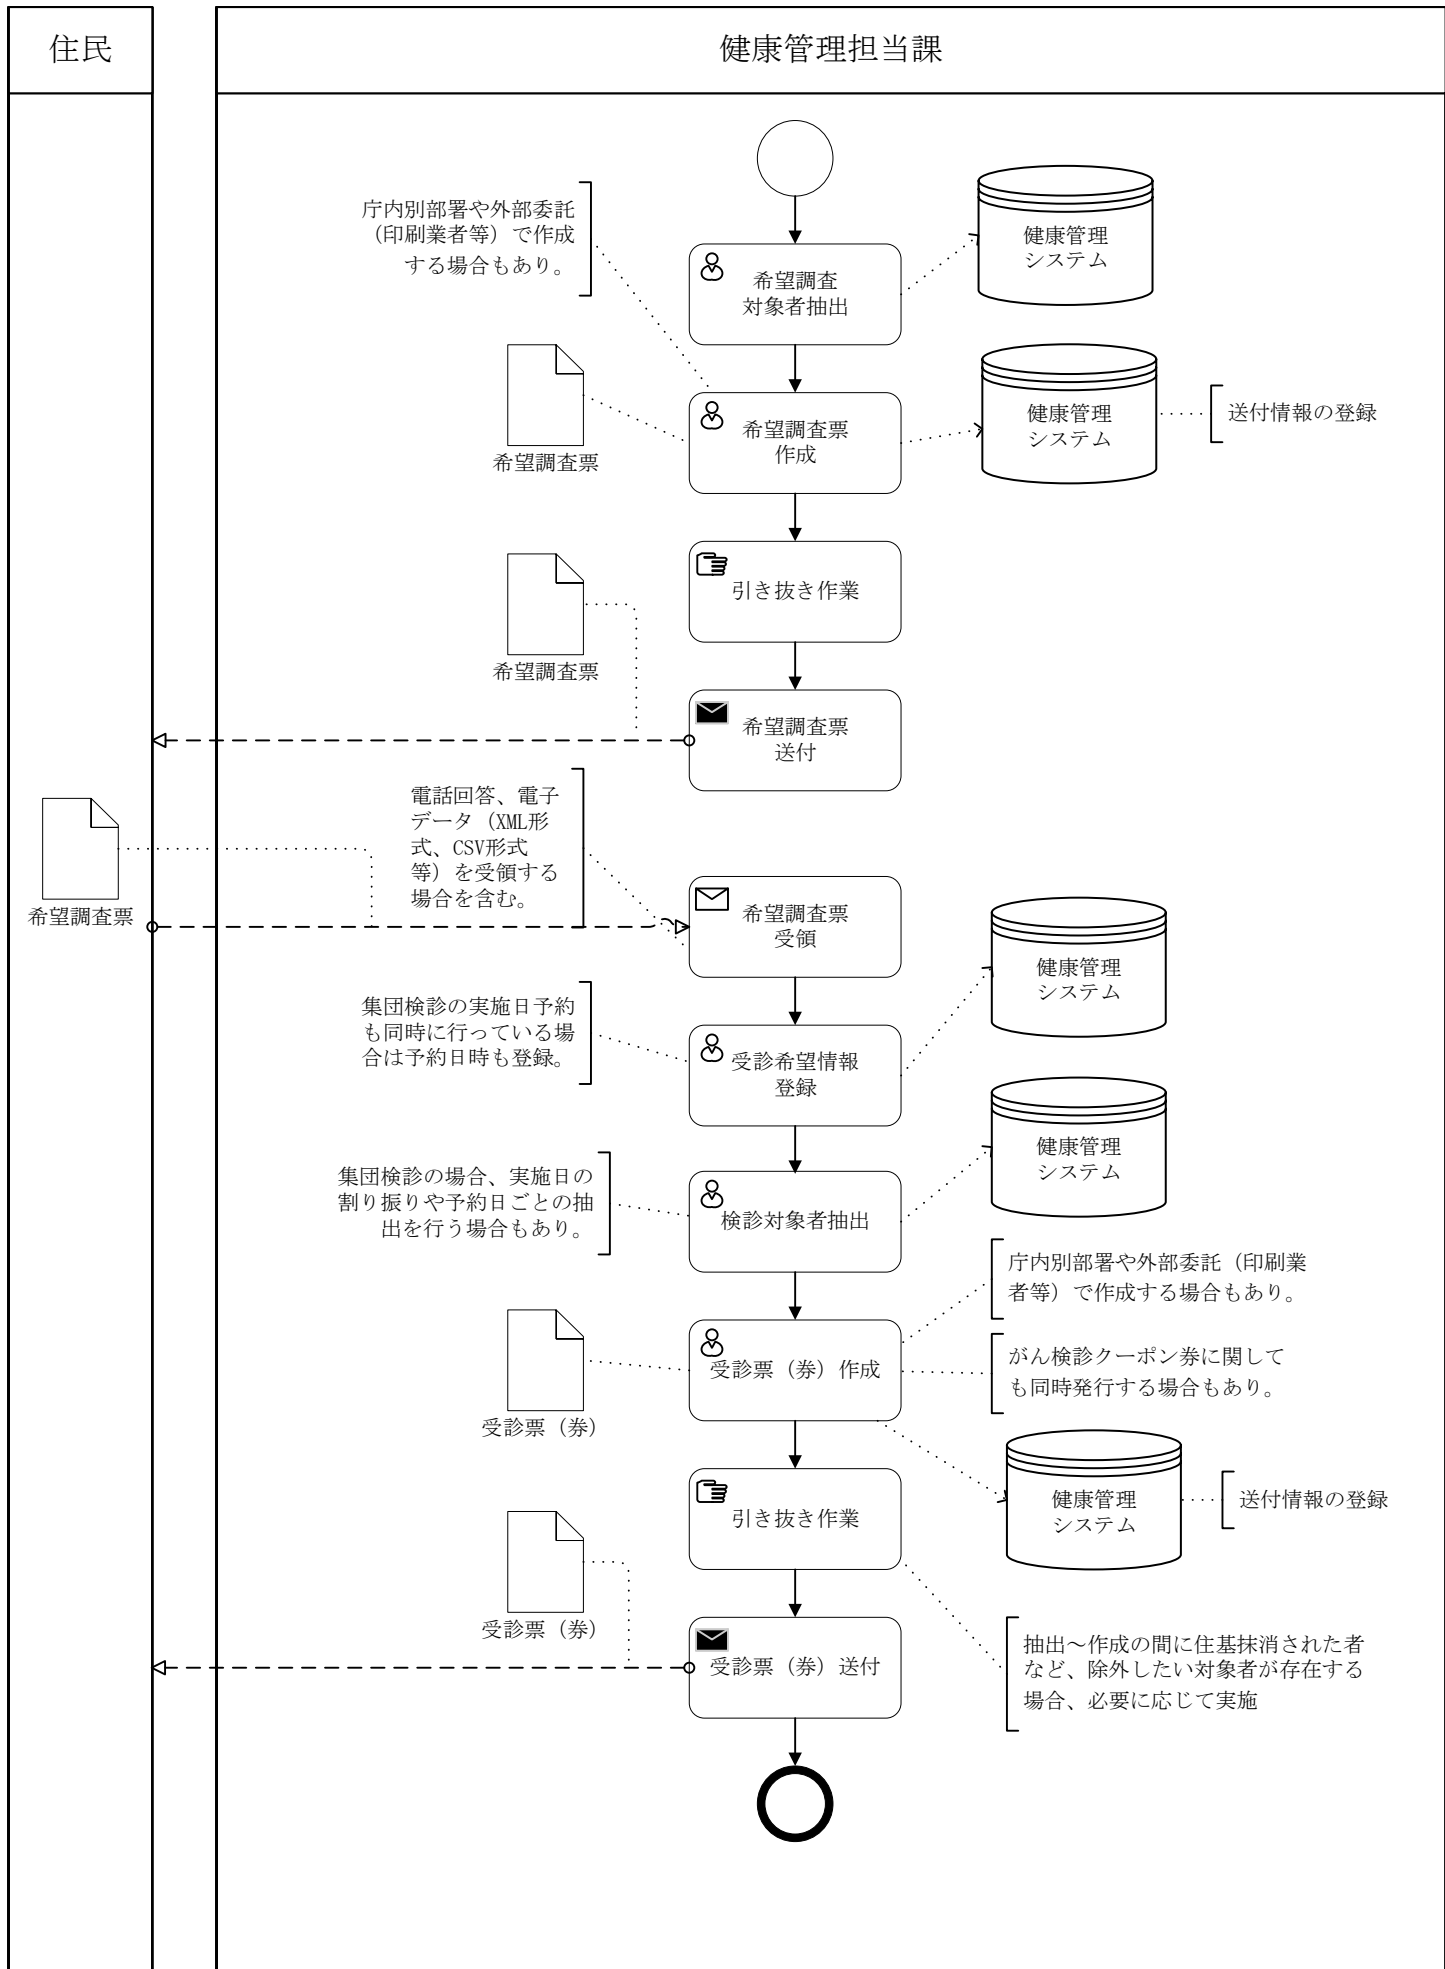 住民
健康管理担当課
庁内別部署や外部委託
（印刷業者等）で作成
する場合もあり。
希望調査
対象者抽出
健康管理
システム
希望調査票
希望調査票
作成
健康管理
システム
送付情報の登録
引き抜き作業
希望調査票
希望調査票
送付
希望調査票
電話回答、電子
データ（XML形
式、CSV形式
等）を受領する
場合を含む。
希望調査票
受領
健康管理
システム
集団検診の実施日予約
も同時に行っている場
合は予約日時も登録。
受診希望情報
登録
健康管理
システム
集団検診の場合、実施日の
割り振りや予約日ごとの抽
出を行う場合もあり。
検診対象者抽出
庁内別部署や外部委託（印刷業
者等）で作成する場合もあり。
受診票（券）
受診票（券）作成
がん検診クーポン券に関して
も同時発行する場合もあり。
健康管理
システム
送付情報の登録
引き抜き作業
受診票（券）
受診票（券）送付
抽出～作成の間に住基抹消された者
など、除外したい対象者が存在する
場合、必要に応じて実施